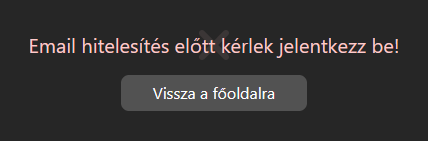 Email hitelesítés előtt kérlek jelentkezz be!
Vissza a főoldalra